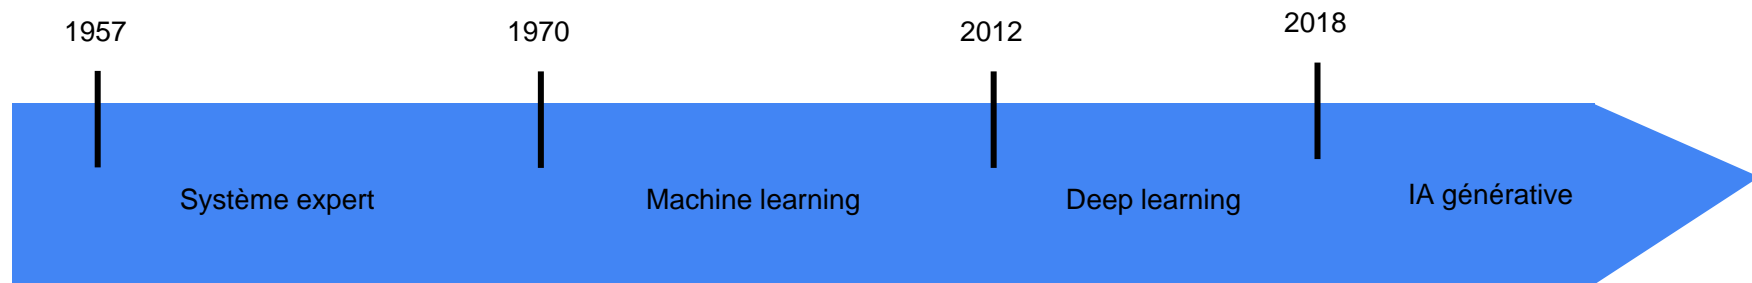 1957
1970
2012
2018
Système expert
Machine learning
Deep learning
IA générative